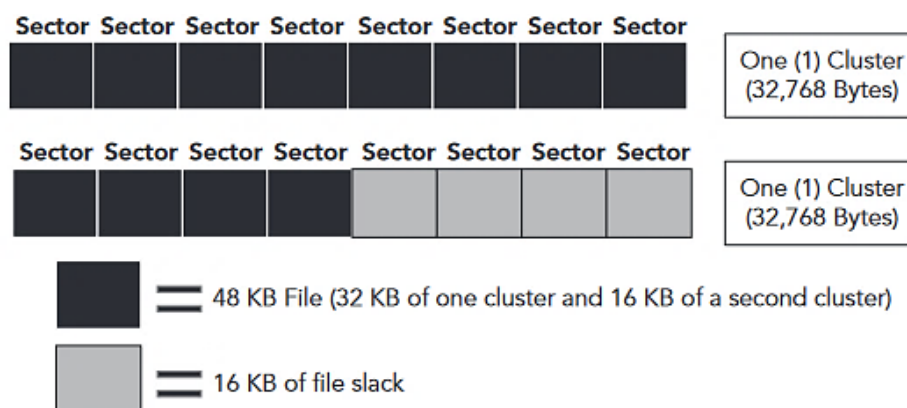 Sector Sector Sector Sector Sector Sector Sector Sector
One (1) Cluster
(32,768 Bytes)
Sector Sector Sector Sector Sector Sector Sector Sector
One (1) Cluster
(32,768 Bytes)
48 KB File (32 KB of one cluster and 16 KB of a second cluster)
16 KB of file slack